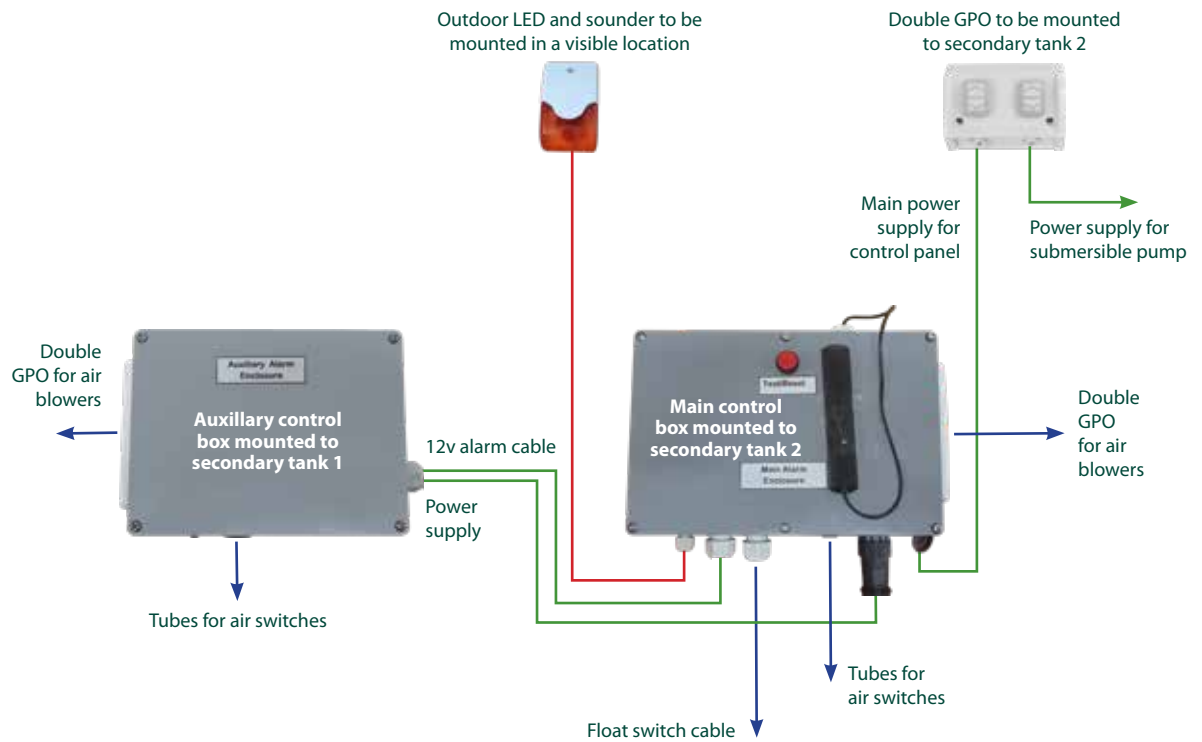 Outdoor LED and sounder to be
mounted in a visible location
Double GPO to be mounted
to secondary tank 2
Main power
supply for
control panel
Power supply for
submersible pump
Double
GPO for air
blowers
Auxiliary Alarm
Enclosure
Auxillary control
box mounted to
secondary tank 1
12v alarm cable
Power
supply
Test/Reset
Main control
box mounted to
secondary tank 2
Main Alarm
Enclosure
Double
GPO
for air
blowers
Tubes for air switches
Tubes for
air switches
Float switch cable